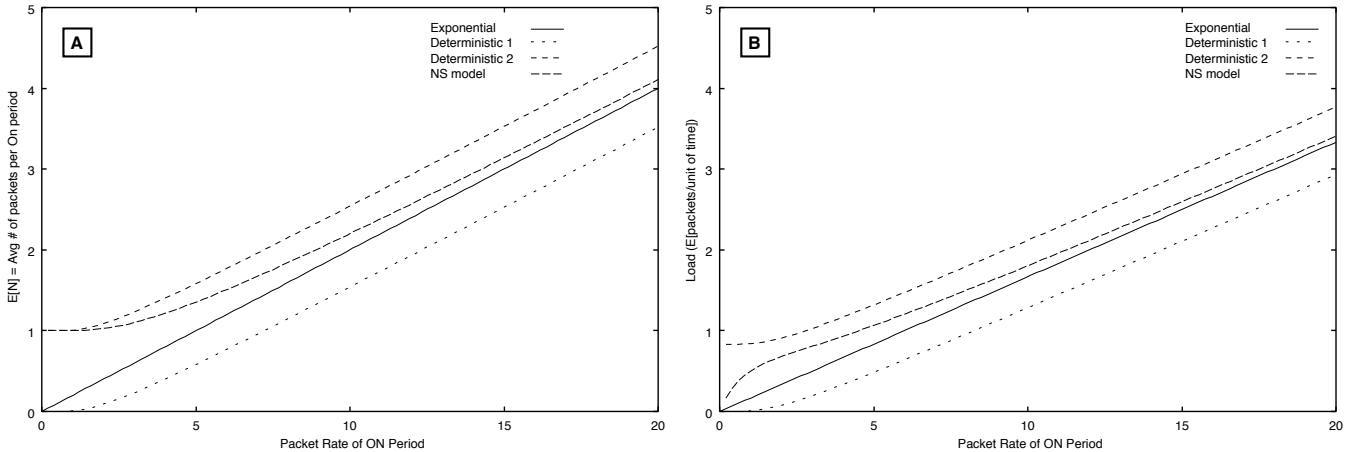 A
Exponential
Deterministic 1
Deterministic 2
NS model
5
4
3
2
1
0
E[N] = Avg # of packets per On period
0
5
10
15
20
Packet Rate of ON Period
B
Exponential
Deterministic 1
Deterministic 2
NS model
5
4
3
2
1
0
Load (E[packets/unit of time])
0
5
10
15
20
Packet Rate of ON Period